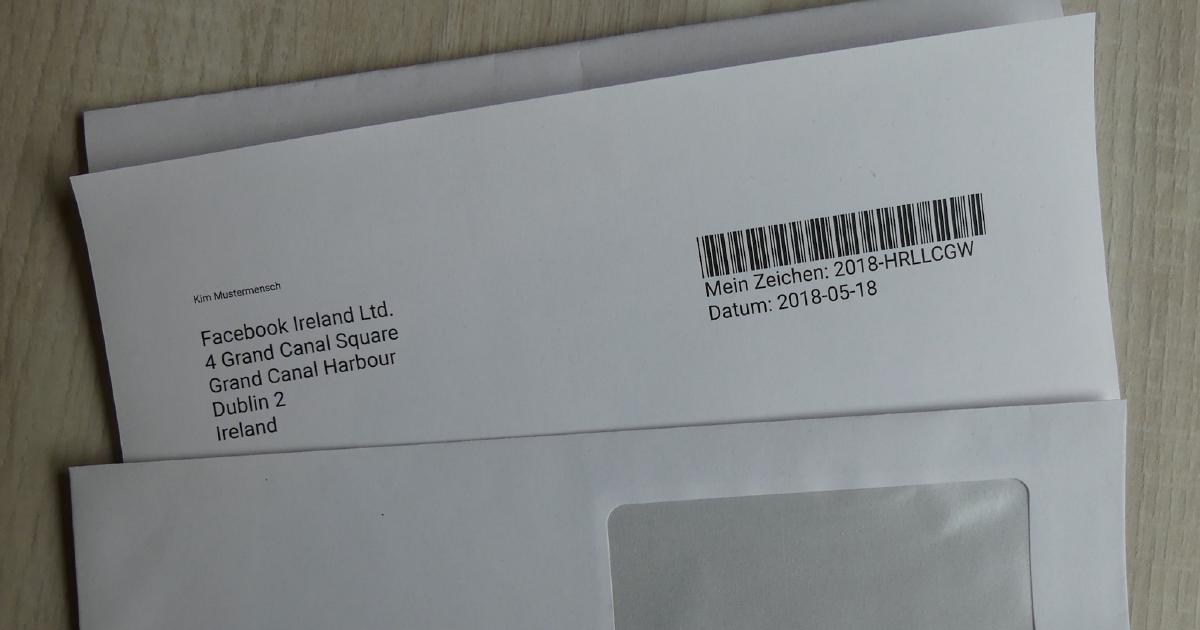 Kim Mustermensch
Facebook Ireland Ltd.
4 Grand Canal Square
Grand Canal Harbour
Dublin 2
Ireland
Mein Zeichen: 2018-HRLLCGW
Datum: 2018-05-18